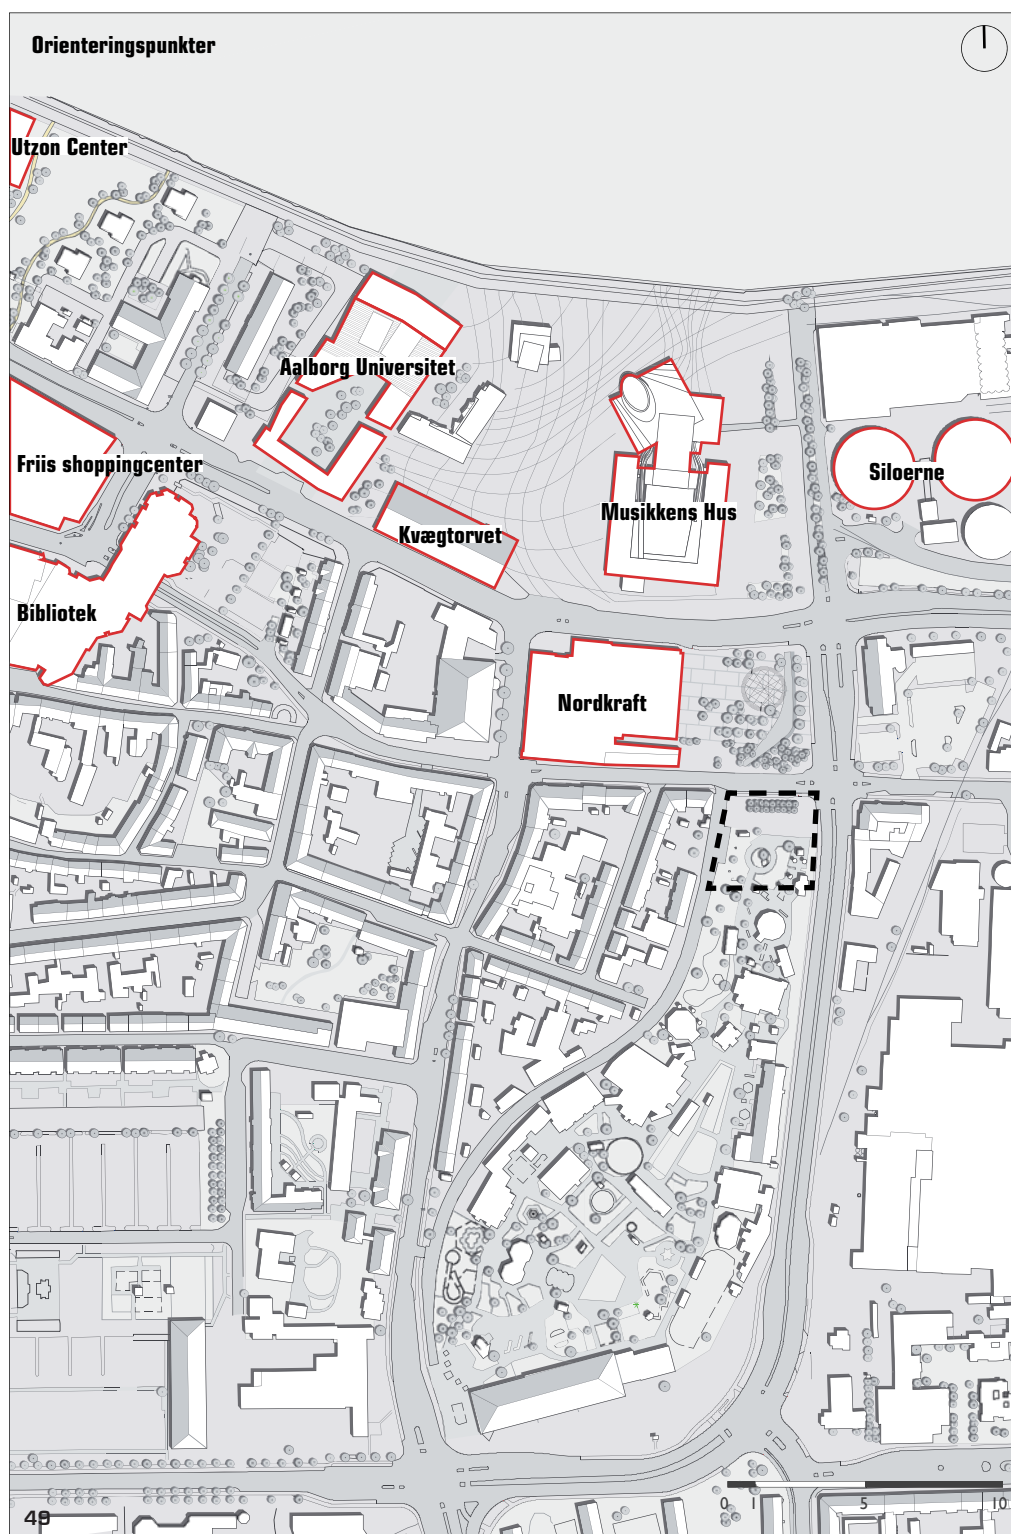 Orienteringspunkter
Utzon Center
Aalborg Universitet
Friis shoppingcenter
Siloerne
Musikkens Hus
Kvægtorvet
Bibliotek
Nordkraft
0 1 5 10
49